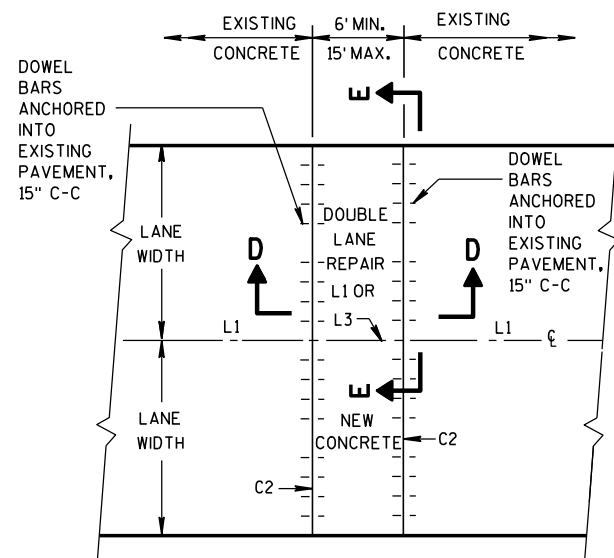 EXISTING
CONCRETE
6' MIN.
15' MAX.
EXISTING
CONCRETE
DOWEL
BARS
ANCHORED
INTO
EXISTING
PAVEMENT,
15" C-C
E
DOWEL
BARS
ANCHORED
INTO
EXISTING
PAVEMENT,
15" C-C
LANE
WIDTH
D
DOUBLE
LANE
REPAIR
L1 OR
L3
D
L1
L1
℄
LANE
WIDTH
E
NEW
CONCRETE
C2
C2